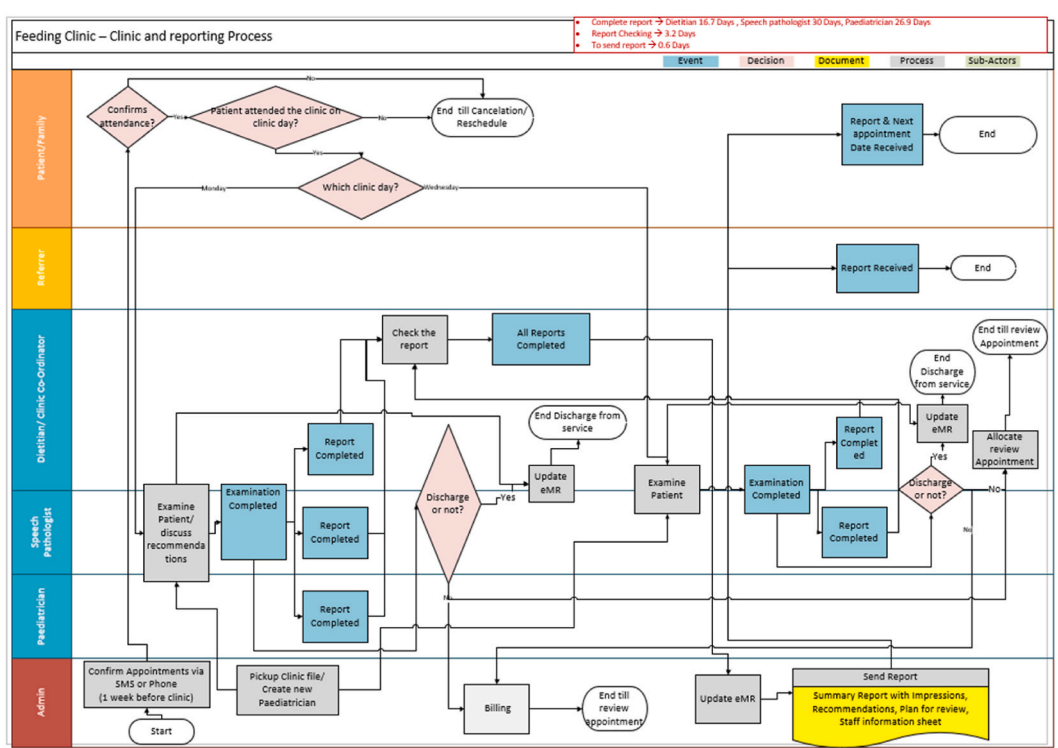 Complete report → Dietitian 16.7 Days , Speech pathologist 30 Days, Paediatrician 26.9 Days
Report Checking → 3.2 Days
To send report → 0.6 Days
Feeding Clinic – Clinic and reporting Process
Event
Decision
Document
Process
Sub-Actors
Patient/Family
Confirms
attendance?
Yes
No
Patient attended the clinic on
clinic day?
No
End till Cancelation/
Reschedule
Yes
Which clinic day?
Monday
Wednesday
Report & Next
appointment
Date Received
End
Referrer
Report Received
End
Dietitian/ Clinic Co-Ordinator
Check the
report
All Reports
Completed
End till review
Appointment
End
Discharge
from service
Update
eMR
Allocate
review
Appointment
Report
Completed
End Discharge from
service
Update
eMR
Report
Complet
ed
Yes
Examine
Patient
Examination
Completed
Discharge
or not?
No
No
Speech
Pathologist
Examine
Patient/
discuss
recommenda
tions
Examination
Completed
Report
Completed
Discharge
or not?
Yes
Report
Completed
Paediatrician
Report
Completed
No
Admin
Confirm Appointments via
SMS or Phone
(1 week before clinic)
Start
Pickup Clinic file/
Create new
Paediatrician
Billing
End till
review
appointment
Update eMR
Send Report
Summary Report with Impressions,
Recommendations, Plan for review,
Staff information sheet